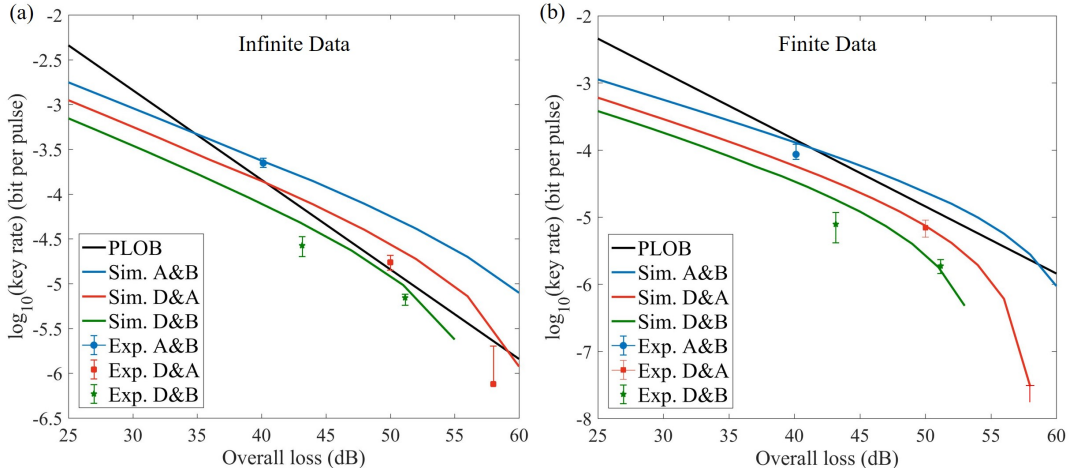 (a)
Infinite Data
-2
-2.5
-3
-3.5
-4
-4.5
-5
-5.5
-6
-6.5
log10(key rate) (bit per pulse)
PLOB
Sim. A&B
Sim. D&A
Sim. D&B
Exp. A&B
Exp. D&A
Exp. D&B
25 30 35 40 45 50 55 60
Overall loss (dB)
(b)
Finite Data
-2
-3
-4
-5
-6
-7
-8
log10(key rate) (bit per pulse)
PLOB
Sim. A&B
Sim. D&A
Sim. D&B
Exp. A&B
Exp. D&A
Exp. D&B
25 30 35 40 45 50 55 60
Overall loss (dB)